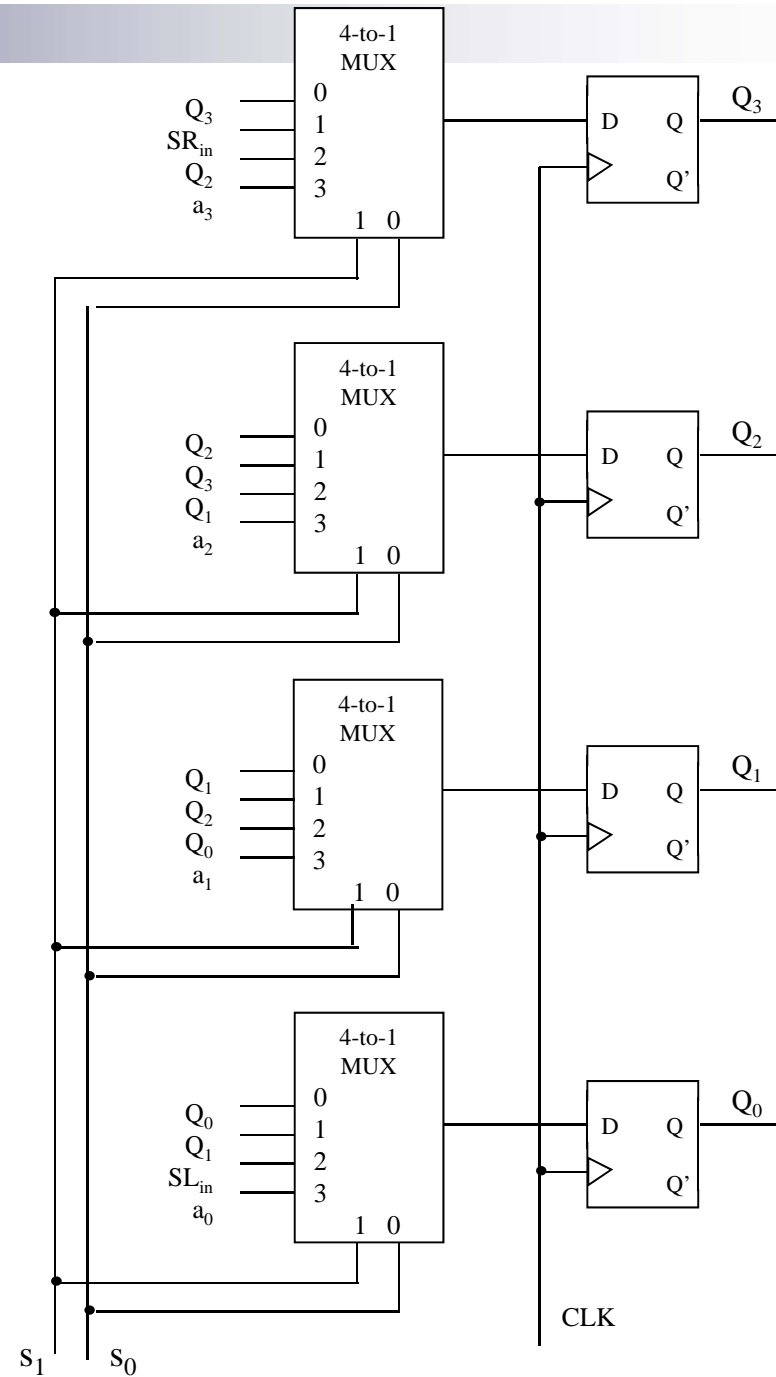 4-to-1
MUX
Q₃
SRᵢₙ
Q₂
a₃
0
1
2
3
1 0
D Q
Q’
Q₃
4-to-1
MUX
Q₂
Q₃
Q₁
a₂
0
1
2
3
1 0
D Q
Q’
Q₂
4-to-1
MUX
Q₁
Q₂
Q₀
a₁
0
1
2
3
1 0
D Q
Q’
Q₁
4-to-1
MUX
Q₀
Q₁
SLᵢₙ
a₀
0
1
2
3
1 0
D Q
Q’
Q₀
CLK
S₁ S₀